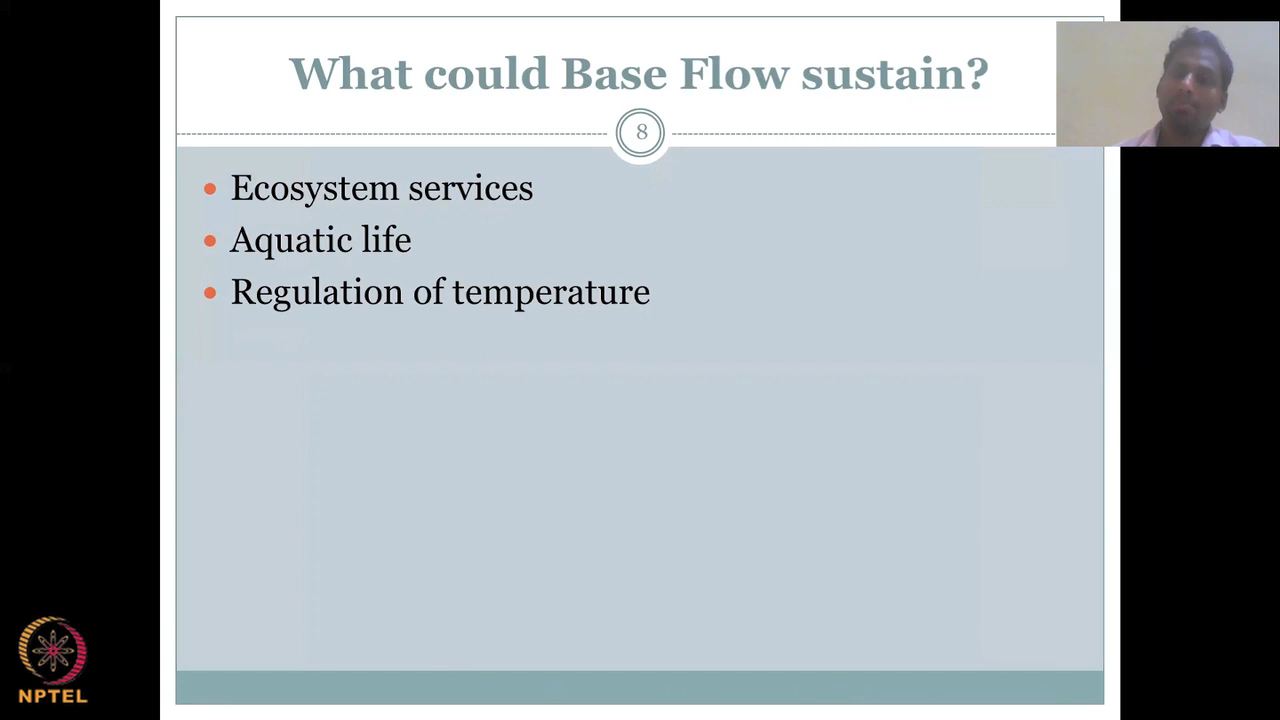 What could Base Flow sustain?
8
Ecosystem services
Aquatic life
Regulation of temperature
NPTEL